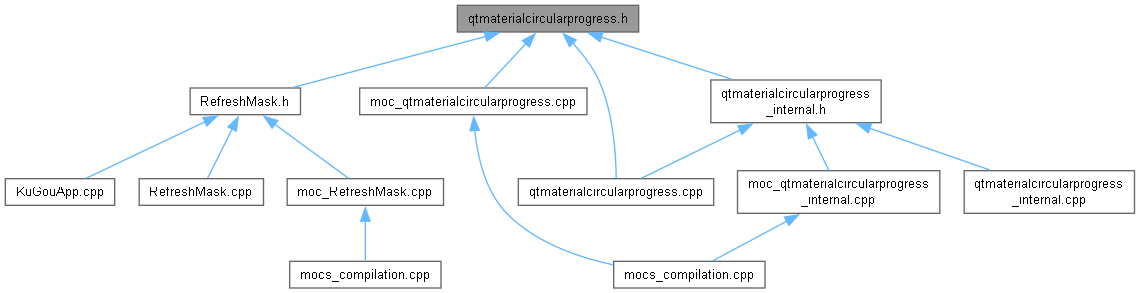 qtmaterialcircularprogress.h
RefreshMask.h
moc_qtmaterialcircularprogress.cpp
qtmaterialcircularprogress
_internal.h
KuGouApp.cpp
RefreshMask.cpp
moc_RefreshMask.cpp
qtmaterialcircularprogress.cpp
moc_qtmaterialcircularprogress
_internal.cpp
qtmaterialcircularprogress
_internal.cpp
mocs_compilation.cpp
mocs_compilation.cpp